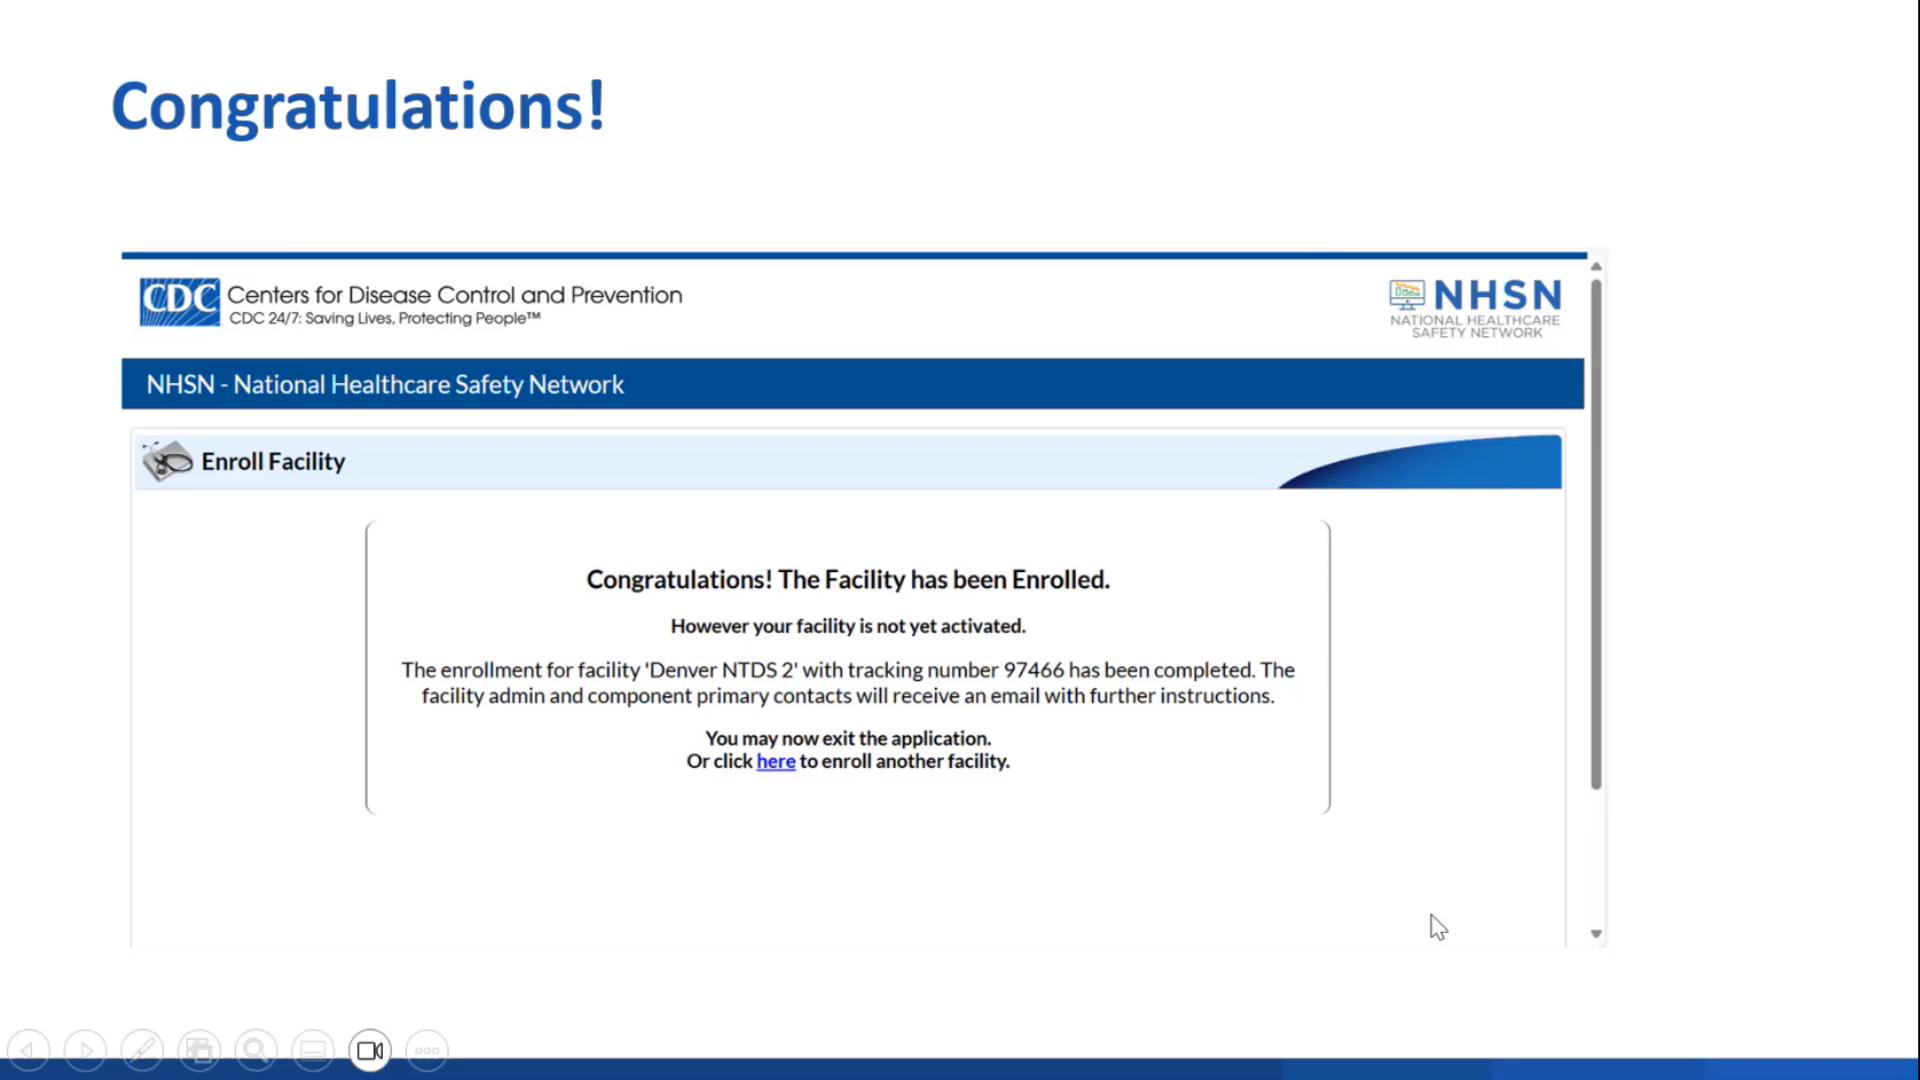 Congratulations!
CDC Centers for Disease Control and Prevention
CDC 24/7: Saving Lives, Protecting People™
NHSN
NATIONAL HEALTHCARE
SAFETY NETWORK
NHSN - National Healthcare Safety Network
Enroll Facility
Congratulations! The Facility has been Enrolled.
However your facility is not yet activated.
The enrollment for facility 'Denver NTDS 2' with tracking number 97466 has been completed. The
facility admin and component primary contacts will receive an email with further instructions.
You may now exit the application.
Or click here to enroll another facility.